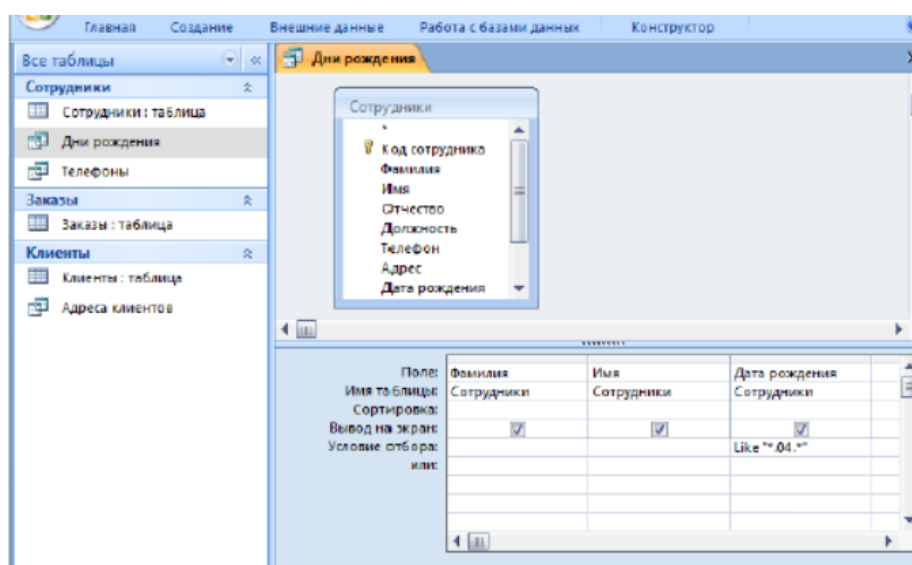 Главная Создание Внешние данные Работа с базами данных Конструктор
Все таблицы
Сотрудники
Сотрудники : таблица
Дни рождения
Телефоны
Заказы
Заказы : таблица
Клиенты
Клиенты : таблица
Адреса клиентов
Дни рождения
Сотрудники
*
Код сотрудника
Фамилия
Имя
Отчество
Должность
Телефон
Адрес
Дата рождения
Поле: Фамилия Имя Дата рождения
Имя таблицы: Сотрудники Сотрудники Сотрудники
Сортировка:
Вывод на экран:
Условие отбора: Like "*.04.*"
или: